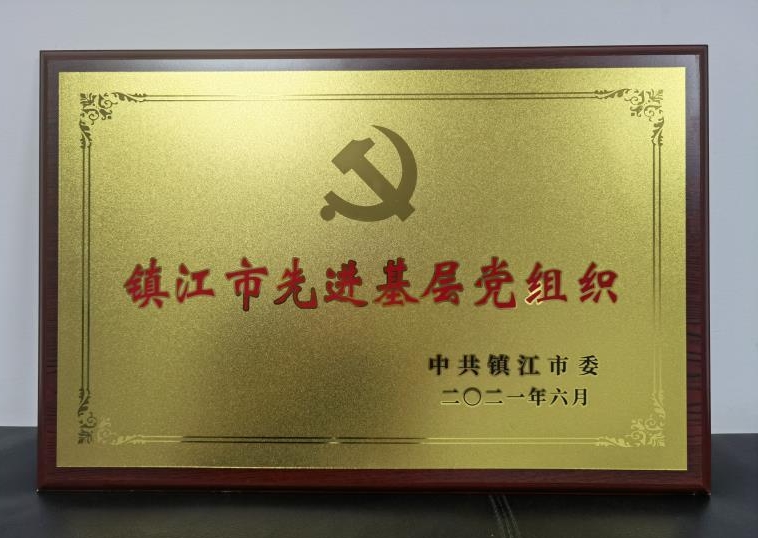 镇江市先进基层党组织
中共镇江市委
二〇二一年六月